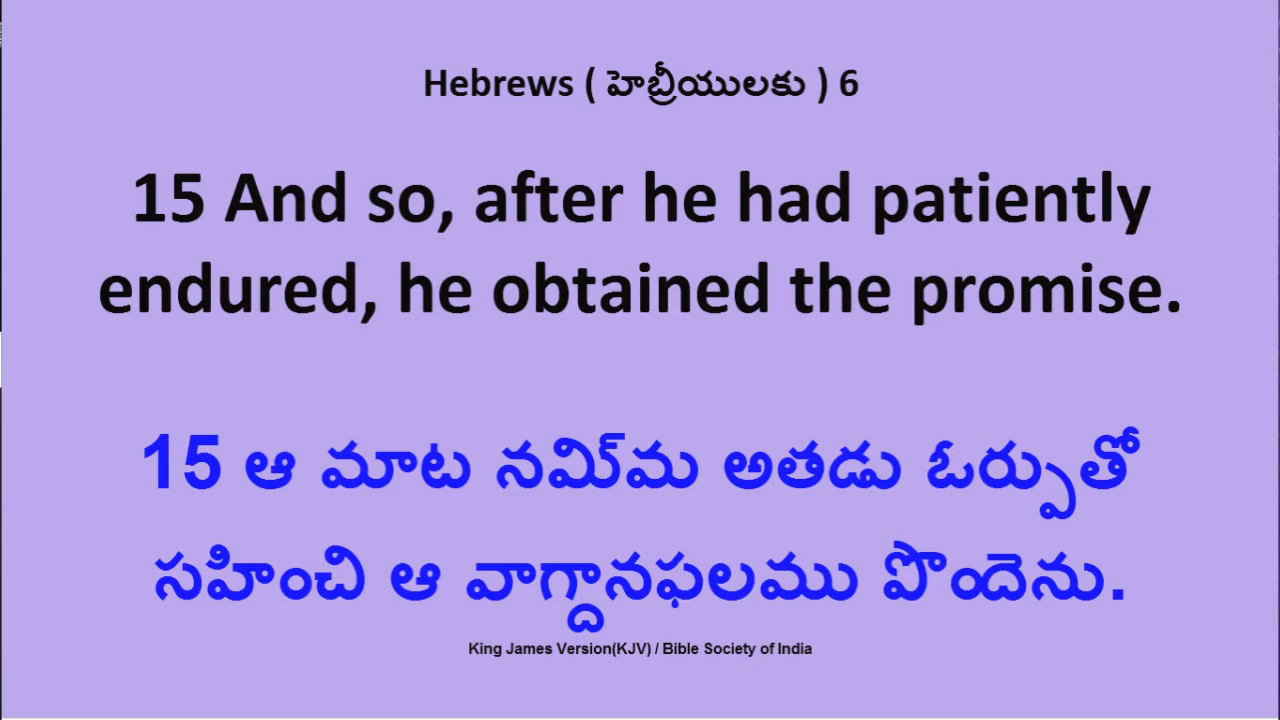 Hebrews ( హెబ్రీయులకు ) 6
15 And so, after he had patiently
endured, he obtained the promise.
15 ఆ మాట నమ్మి అతడు ఓర్పుతో
సహించి ఆ వాగ్దానఫలము పొందెను.
King James Version(KJV) / Bible Society of India